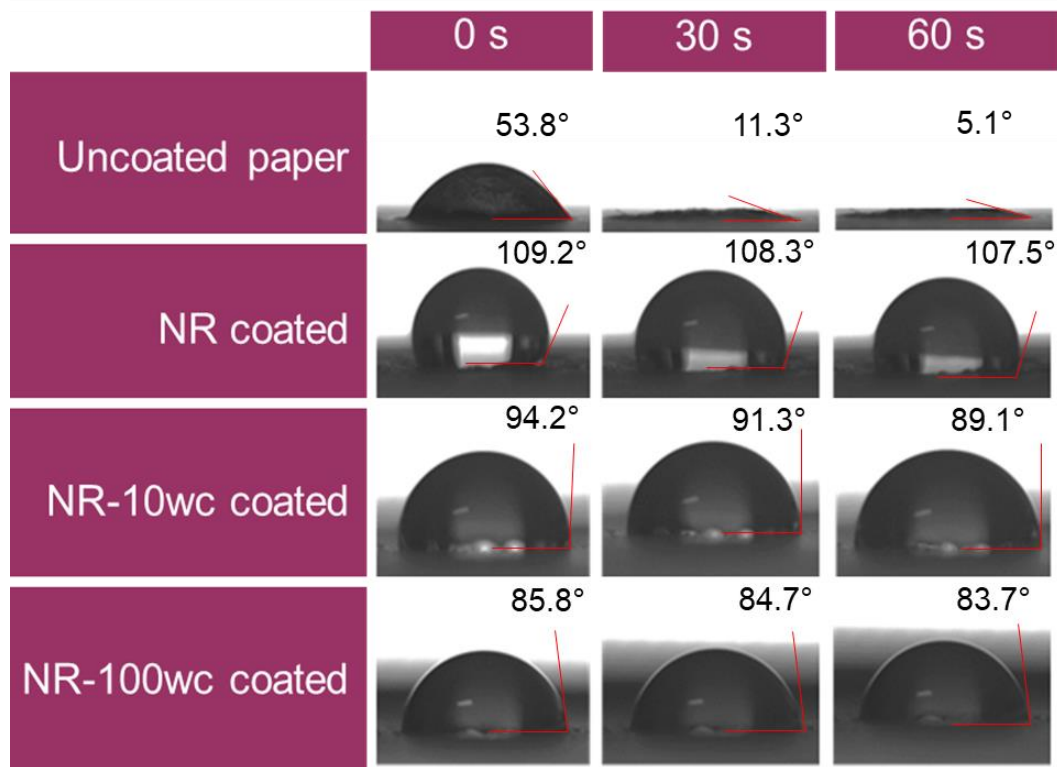 0 s 30 s 60 s
Uncoated paper 53.8° 11.3° 5.1°
NR coated 109.2° 108.3° 107.5°
NR-10wc coated 94.2° 91.3° 89.1°
NR-100wc coated 85.8° 84.7° 83.7°